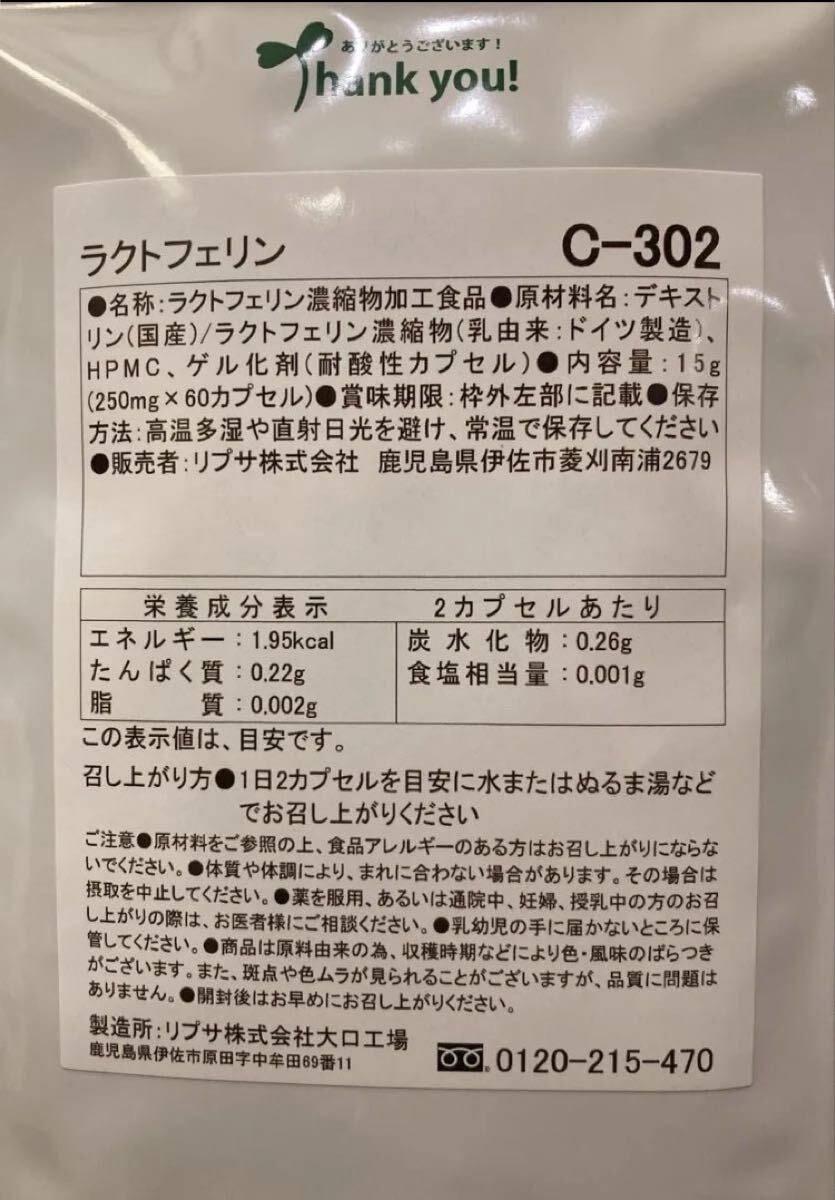 ありがとうございます!
Thank you!
ラクトフェリン C-302
●名称:ラクトフェリン濃縮物加工食品●原材料名:デキスト
リン(国産)/ラクトフェリン濃縮物(乳由来:ドイツ製造)、
HPMC、ゲル化剤(耐酸性カプセル)●内容量:15g
(250mg×60カプセル)●賞味期限:枠外左部に記載●保存
方法:高温多湿や直射日光を避け、常温で保存してください
●販売者:リプサ株式会社 鹿児島県伊佐市菱刈南浦2679
栄養成分表示 2カプセルあたり
エネルギー:1.95kcal 炭水化物:0.26g
たんぱく質:0.22g 食塩相当量:0.001g
脂質:0.002g
この表示値は、目安です。
召し上がり方●1日2カプセルを目安に水またはぬるま湯など
でお召し上がりください
ご注意●原材料をご参照の上、食品アレルギーのある方はお召し上がりにならな
いでください。●体質や体調により、まれに合わない場合があります。その場合は
摂取を中止してください。●薬を服用、あるいは通院中、妊婦、授乳中の方のお召
し上がりの際は、お医者様にご相談ください。●乳幼児の手に届かないところに保
管してください。●商品は原料由来の為、収穫時期などにより色・風味のばらつき
がございます。また、斑点や色ムラが見られることがございますが、品質に問題は
ありません。●開封後はお早めにお召し上がりください。
製造所:リプサ株式会社大口工場
鹿児島県伊佐市原田字中牟田69番11 0120-215-470